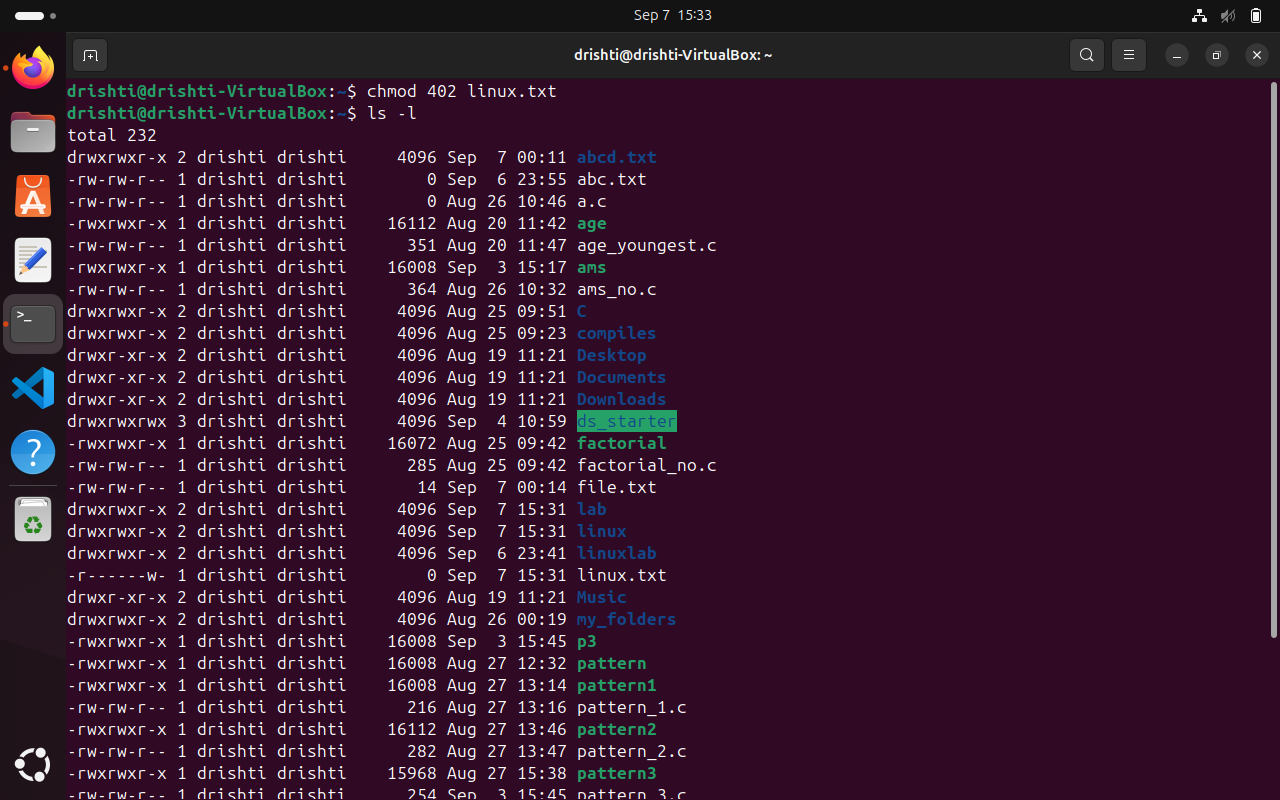 Sep 7 15:33
drishti@drishti-VirtualBox: ~
drishti@drishti-VirtualBox:~$ chmod 402 linux.txt
drishti@drishti-VirtualBox:~$ ls -l
total 232
drwxrwxr-x 2 drishti drishti 4096 Sep 7 00:11 abcd.txt
-rw-rw-r-- 1 drishti drishti 0 Sep 6 23:55 abc.txt
-rw-rw-r-- 1 drishti drishti 0 Aug 26 10:46 a.c
-rwxrwxr-x 1 drishti drishti 16112 Aug 20 11:42 age
-rw-rw-r-- 1 drishti drishti 351 Aug 20 11:47 age_youngest.c
-rwxrwxr-x 1 drishti drishti 16008 Sep 3 15:17 ams
-rw-rw-r-- 1 drishti drishti 364 Aug 26 10:32 ams_no.c
drwxrwxr-x 2 drishti drishti 4096 Aug 25 09:51 C
drwxrwxr-x 2 drishti drishti 4096 Aug 25 09:23 compiles
drwxr-xr-x 2 drishti drishti 4096 Aug 19 11:21 Desktop
drwxr-xr-x 2 drishti drishti 4096 Aug 19 11:21 Documents
drwxr-xr-x 2 drishti drishti 4096 Aug 19 11:21 Downloads
drwxrwxrwx 3 drishti drishti 4096 Sep 4 10:59 ds_starter
-rwxrwxr-x 1 drishti drishti 16072 Aug 25 09:42 factorial
-rw-rw-r-- 1 drishti drishti 285 Aug 25 09:42 factorial_no.c
-rw-rw-r-- 1 drishti drishti 14 Sep 7 00:14 file.txt
drwxrwxr-x 2 drishti drishti 4096 Sep 7 15:31 lab
drwxrwxr-x 2 drishti drishti 4096 Sep 7 15:31 linux
drwxrwxr-x 2 drishti drishti 4096 Sep 6 23:41 linuxlab
-r------w- 1 drishti drishti 0 Sep 7 15:31 linux.txt
drwxr-xr-x 2 drishti drishti 4096 Aug 19 11:21 Music
drwxrwxr-x 2 drishti drishti 4096 Aug 26 00:19 my_folders
-rwxrwxr-x 1 drishti drishti 16008 Sep 3 15:45 p3
-rwxrwxr-x 1 drishti drishti 16008 Aug 27 12:32 pattern
-rwxrwxr-x 1 drishti drishti 16008 Aug 27 13:14 pattern1
-rw-rw-r-- 1 drishti drishti 216 Aug 27 13:16 pattern_1.c
-rwxrwxr-x 1 drishti drishti 16112 Aug 27 13:46 pattern2
-rw-rw-r-- 1 drishti drishti 282 Aug 27 13:47 pattern_2.c
-rwxrwxr-x 1 drishti drishti 15968 Aug 27 15:38 pattern3
-rw-rw-r-- 1 drishti drishti 254 Sep 3 15:45 pattern_3.c